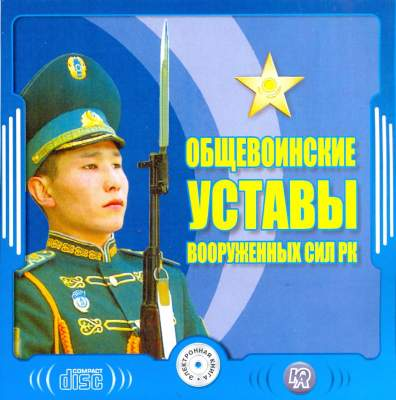 ОБЩЕВОИНСКИЕ
УСТАВЫ
ВООРУЖЕННЫХ СИЛ РК
COMPACT
disc
ЭЛЕКТРОННАЯ КНИГА